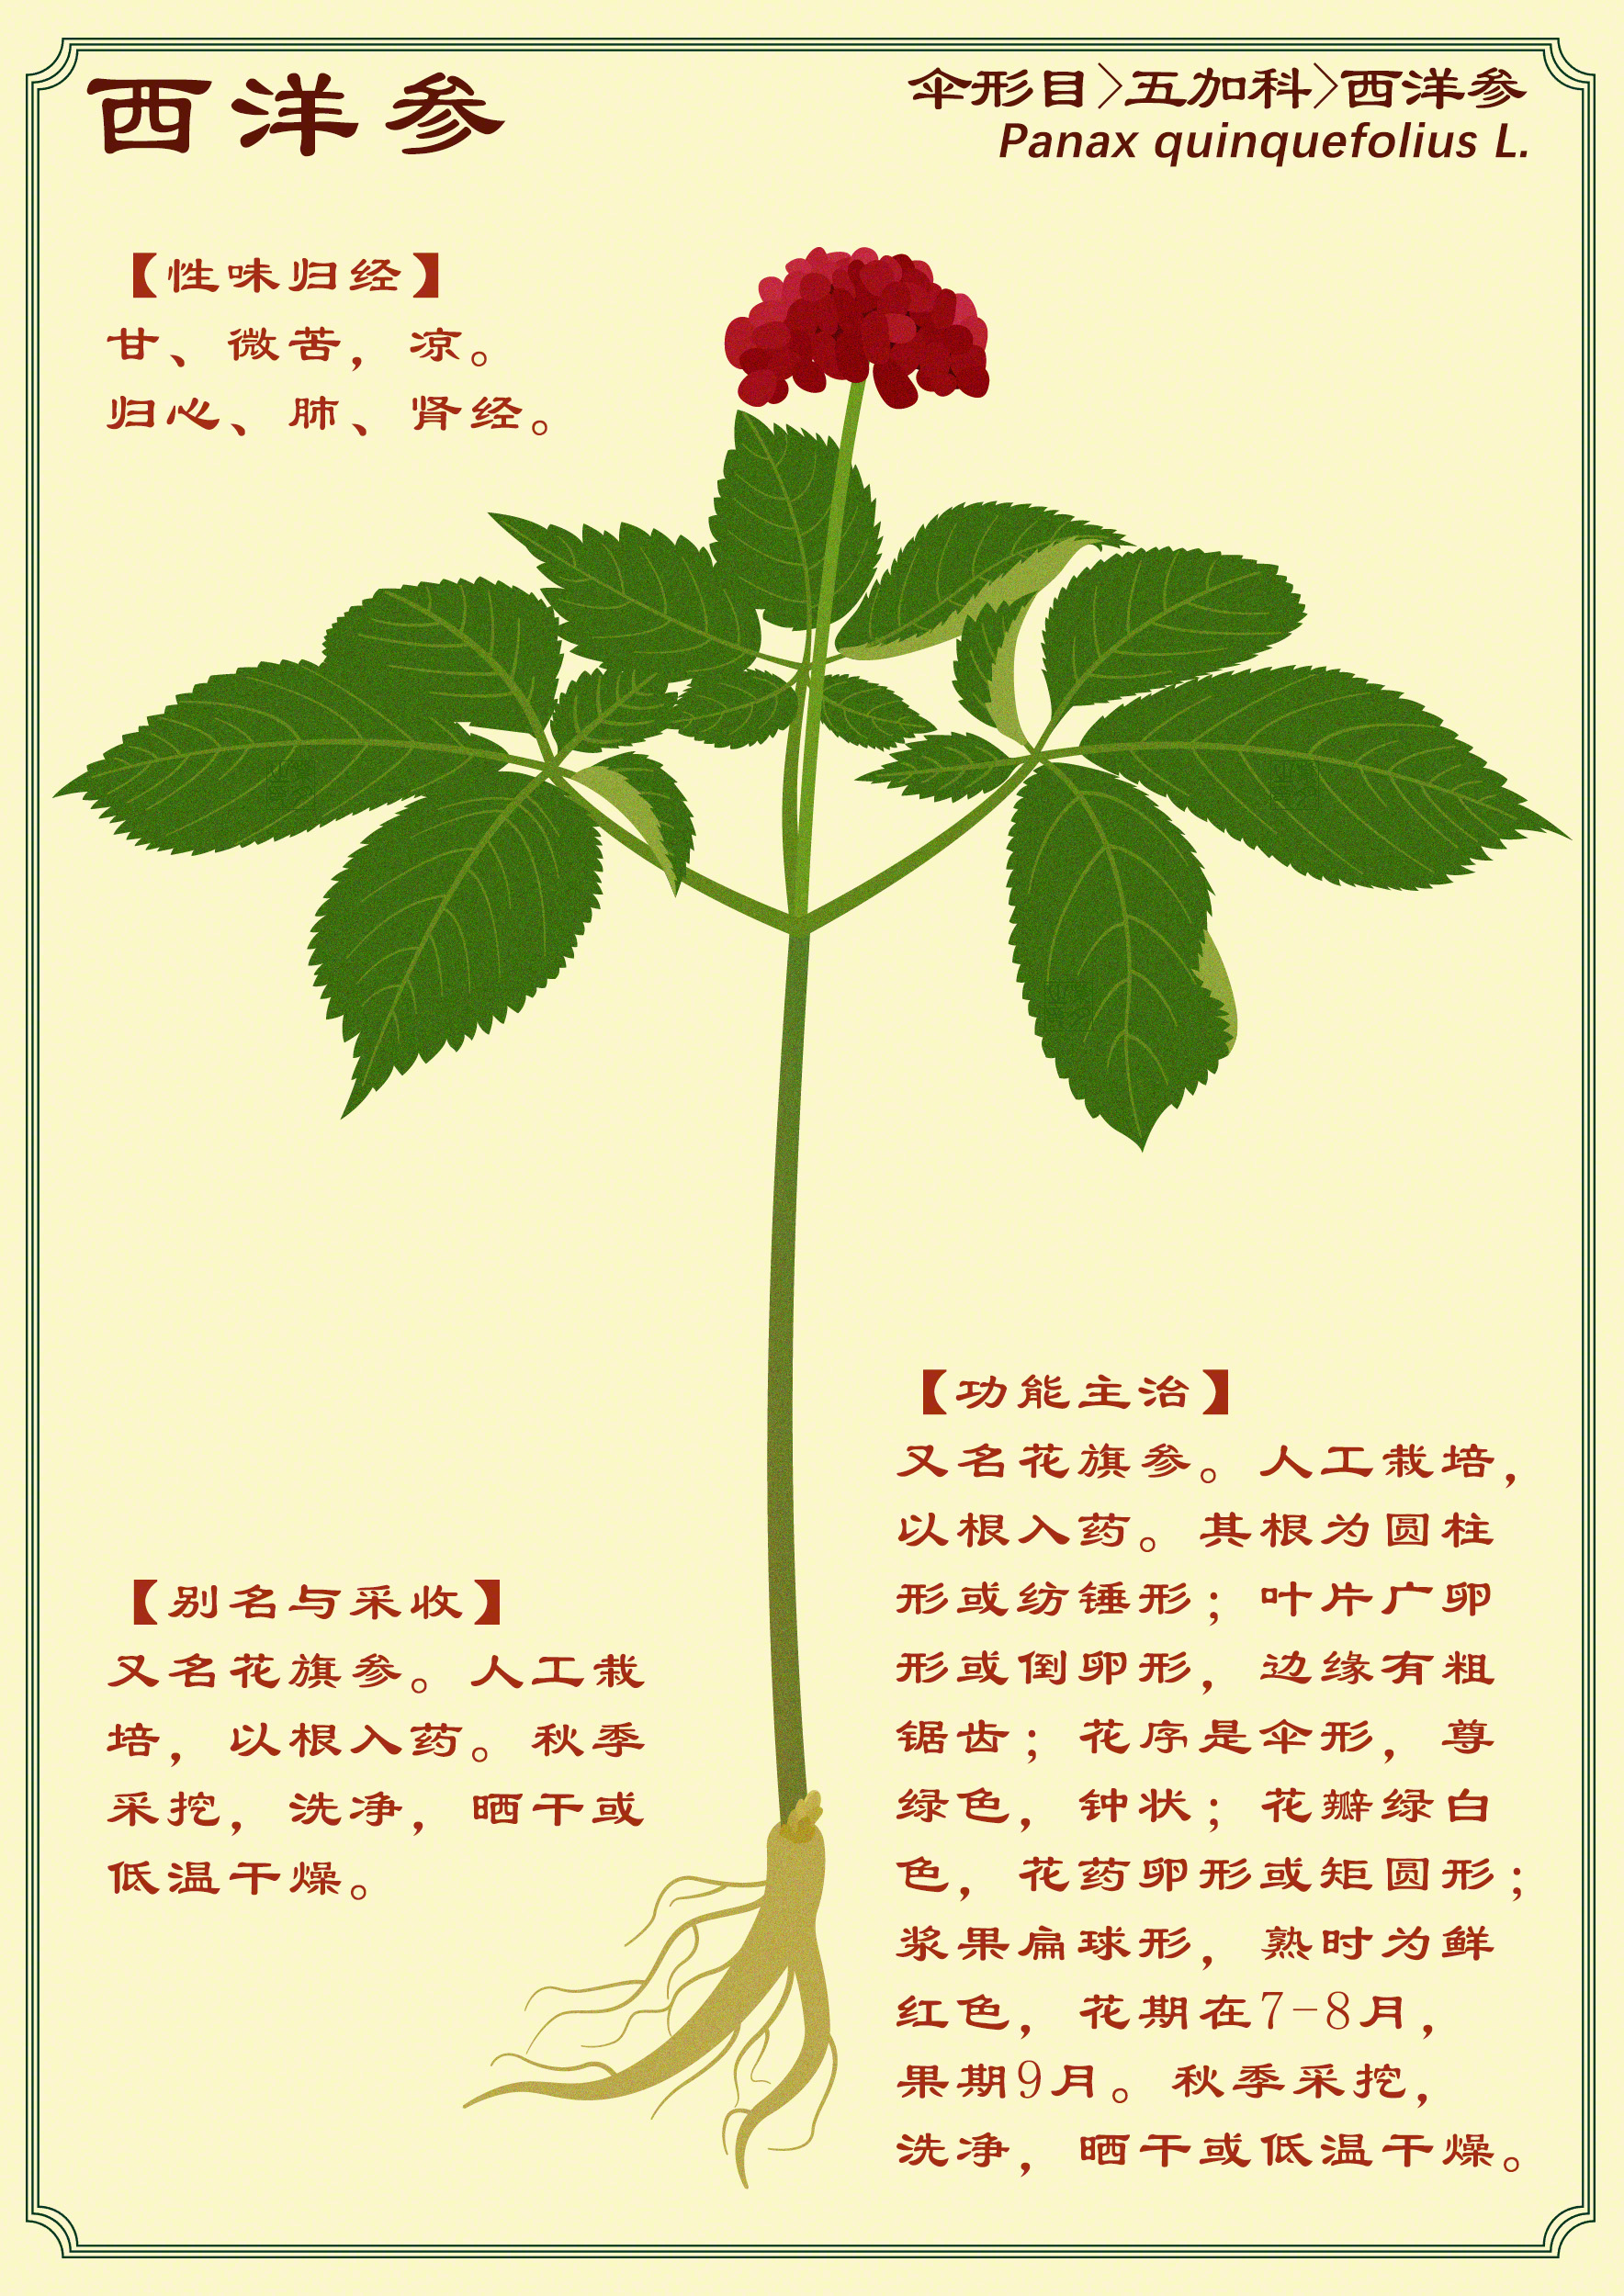 西洋参
伞形目>五加科>西洋参
Panax quinquefolius L.
【性味归经】
甘、微苦，凉。
归心、肺、肾经。
【功能主治】
又名花旗参。人工栽培，
以根入药。其根为圆柱
形或纺锤形；叶片广卵
形或倒卵形，边缘有粗
锯齿；花序是伞形，尊
绿色，钟状；花瓣绿白
色，花药卵形或矩圆形；
浆果扁球形，熟时为鲜
红色，花期在7-8月，
果期9月。秋季采挖，
洗净，晒干或低温干燥。
【别名与采收】
又名花旗参。人工栽
培，以根入药。秋季
采挖，洗净，晒干或
低温干燥。